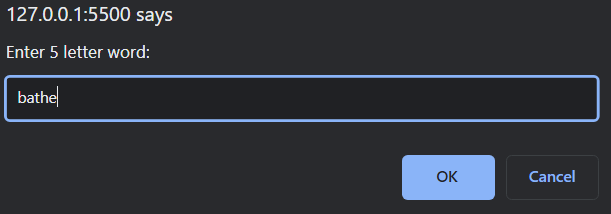 127.0.0.1:5500 says
Enter 5 letter word:
bathe
OK
Cancel